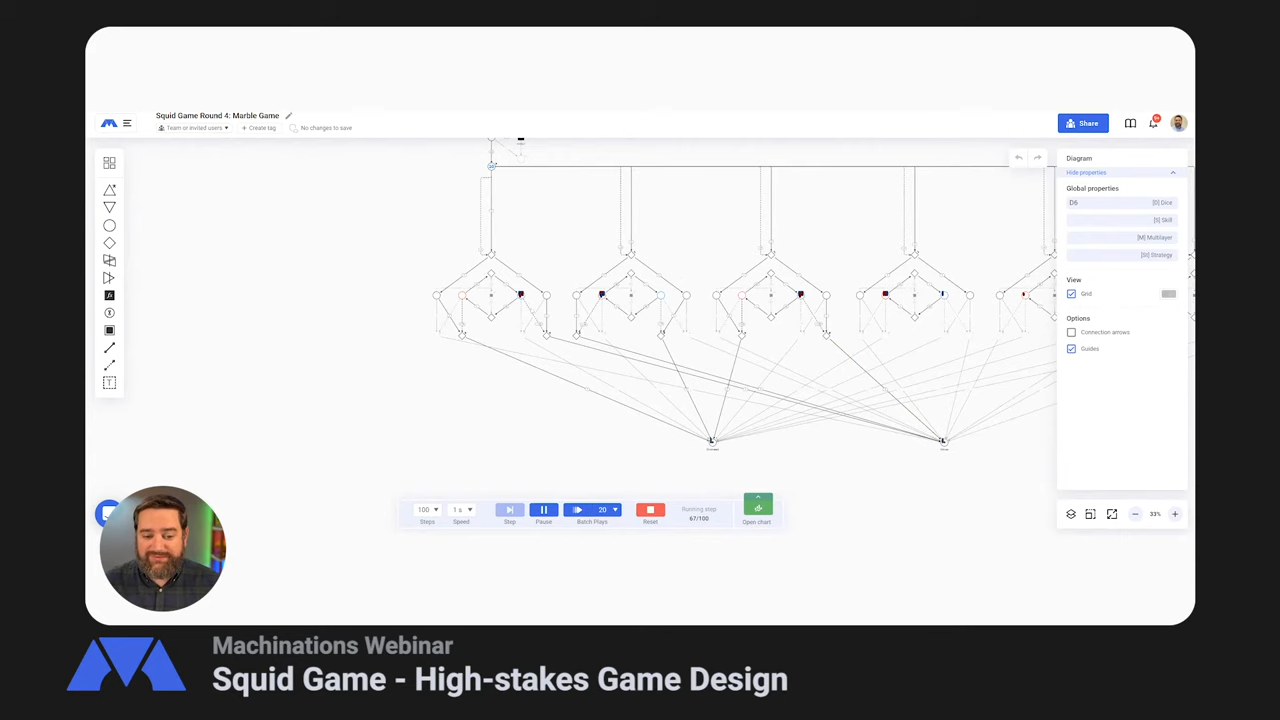 Squid Game Round 4: Marble Game
Team or invited users
+ Create tag
No changes to save
Share
Diagram
Hide properties
Global properties
D6 [D] Dice
[S] Skill
[M] Multilayer
[St] Strategy
View
Grid
Options
Connection arrows
Guides
100
1 s
20
Running step
67/100
Steps
Speed
Step
Pause
Batch Plays
Reset
Open chart
33%
Machinations Webinar
Squid Game - High-stakes Game Design